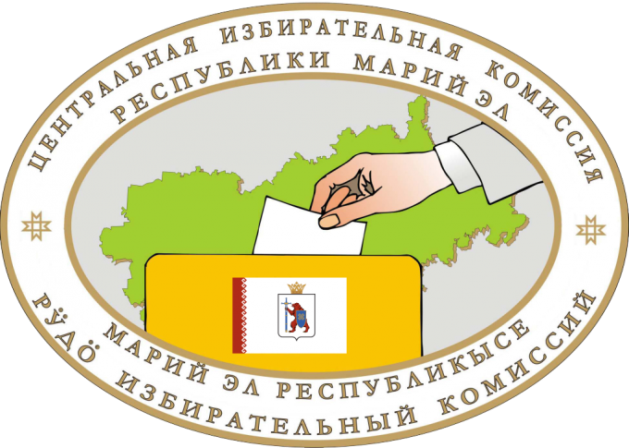 ЦЕНТРАЛЬНАЯ ИЗБИРАТЕЛЬНАЯ КОМИССИЯ
РЕСПУБЛИКИ МАРИЙ ЭЛ
МАРИЙ ЭЛ РЕСПУБЛИКЫСЕ
РӰДӦ ИЗБИРАТЕЛЬНЫЙ КОМИССИЙ